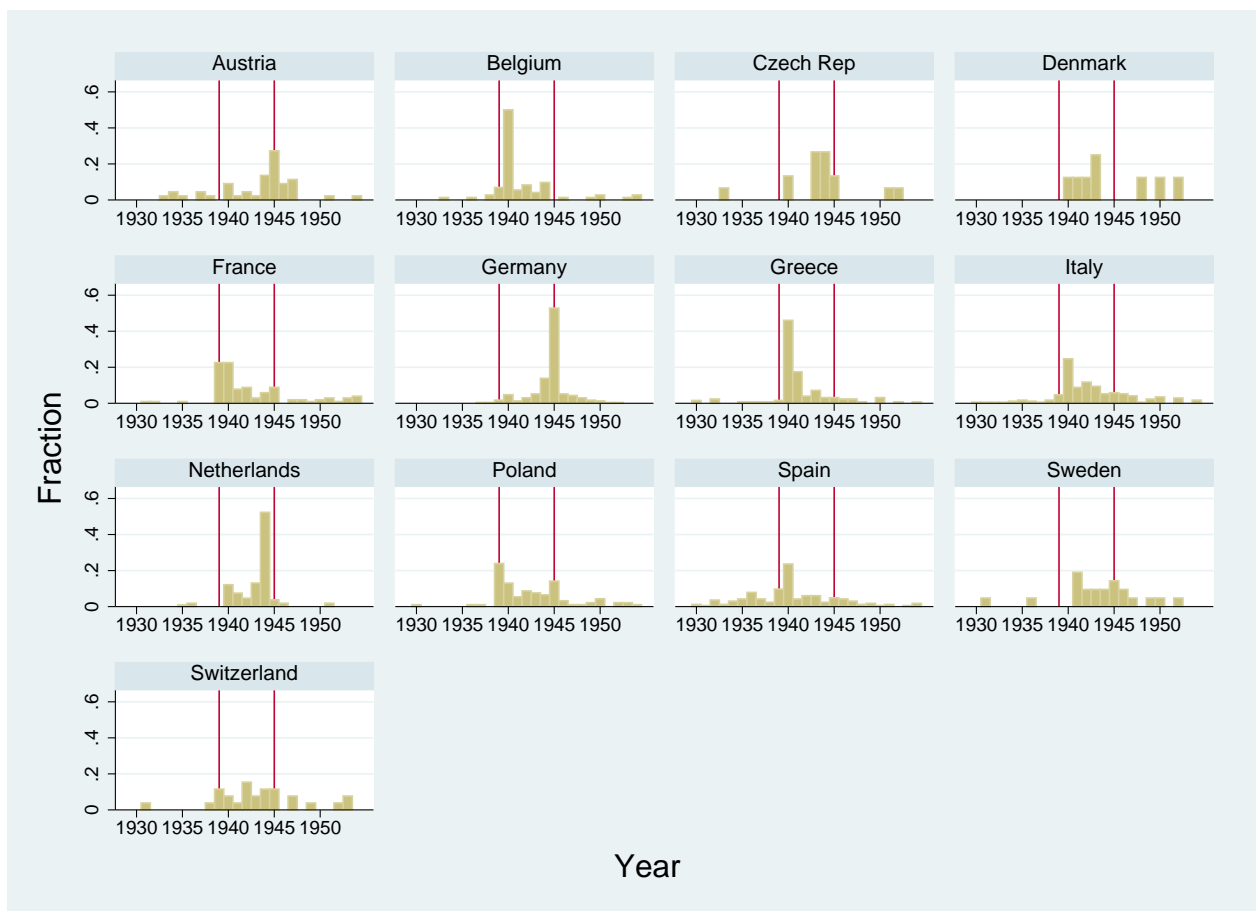 Austria
Belgium
Czech Rep
Denmark
0 .2 .4 .6
1930 1935 1940 1945 1950
1930 1935 1940 1945 1950
1930 1935 1940 1945 1950
1930 1935 1940 1945 1950
France
Germany
Greece
Italy
0 .2 .4 .6
1930 1935 1940 1945 1950
1930 1935 1940 1945 1950
1930 1935 1940 1945 1950
1930 1935 1940 1945 1950
Fraction
Netherlands
Poland
Spain
Sweden
0 .2 .4 .6
1930 1935 1940 1945 1950
1930 1935 1940 1945 1950
1930 1935 1940 1945 1950
1930 1935 1940 1945 1950
Switzerland
0 .2 .4 .6
1930 1935 1940 1945 1950
Year